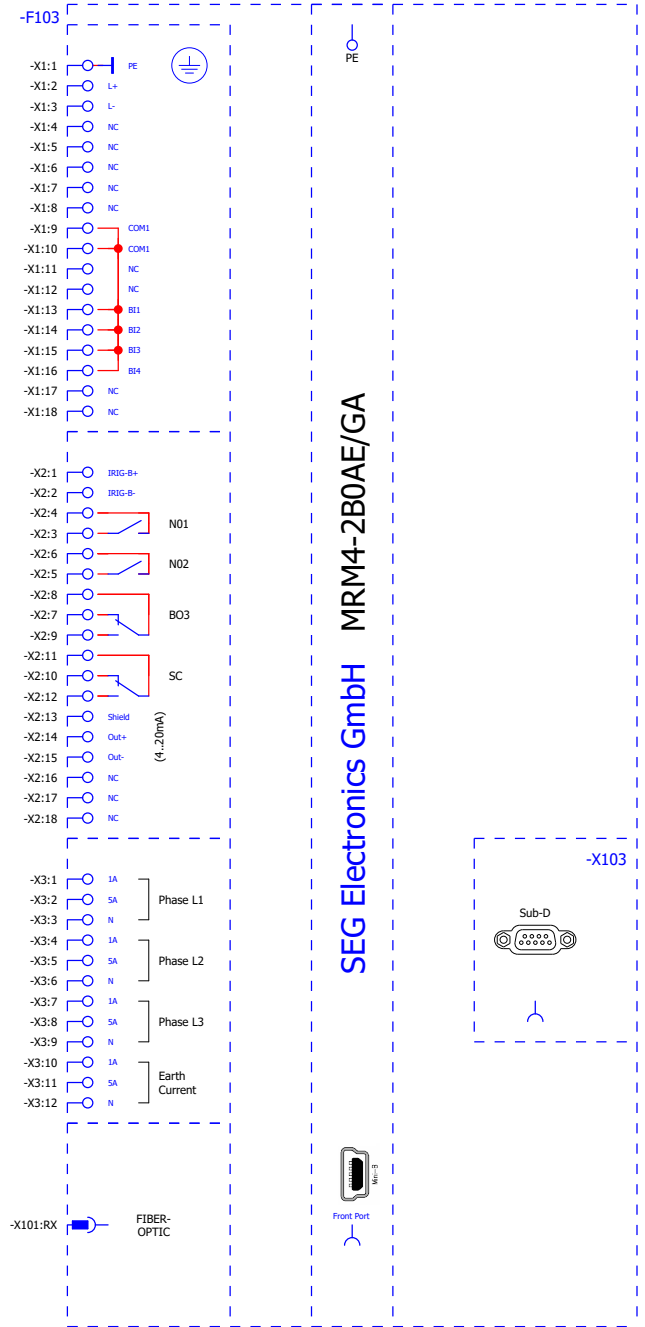 -F103
-X1:1 PE
-X1:2 L+
-X1:3 L-
-X1:4 NC
-X1:5 NC
-X1:6 NC
-X1:7 NC
-X1:8 NC
-X1:9 COM1
-X1:10 COM1
-X1:11 NC
-X1:12 NC
-X1:13 BI1
-X1:14 BI2
-X1:15 BI3
-X1:16 BI4
-X1:17 NC
-X1:18 NC
-X2:1 IRIG-B+
-X2:2 IRIG-B-
-X2:4
N01
-X2:3
-X2:6
N02
-X2:5
-X2:8
-X2:7 BO3
-X2:9
-X2:11
-X2:10 SC
-X2:12
-X2:13 Shield
-X2:14 Out+
-X2:15 Out-
(4..20mA)
-X2:16 NC
-X2:17 NC
-X2:18 NC
-X3:1 1A
-X3:2 5A Phase L1
-X3:3 N
-X3:4 1A
-X3:5 5A Phase L2
-X3:6 N
-X3:7 1A
-X3:8 5A Phase L3
-X3:9 N
-X3:10 1A
-X3:11 5A Earth
Current
-X3:12 N
-X101:RX FIBER-
OPTIC
PE
SEG Electronics GmbH MRM4-2B0AE/GA
Mini-B
Front Port
-X103
Sub-D